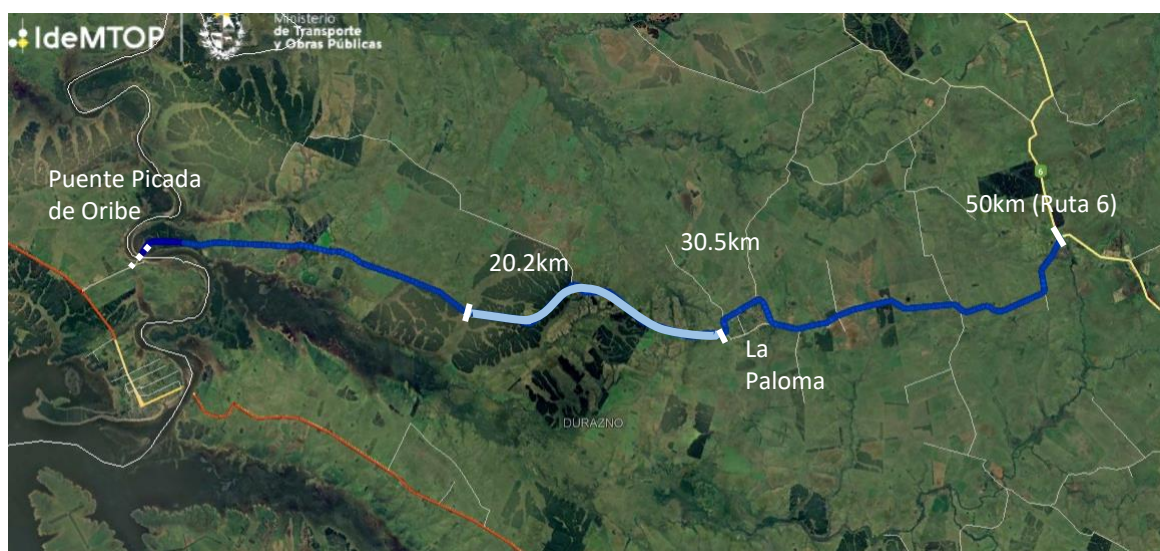 IdeMTOP
Ministerio
de Transporte
y Obras Públicas
Puente Picada
de Oribe
6
50km (Ruta 6)
30.5km
20.2km
La
Paloma
DURAZNO